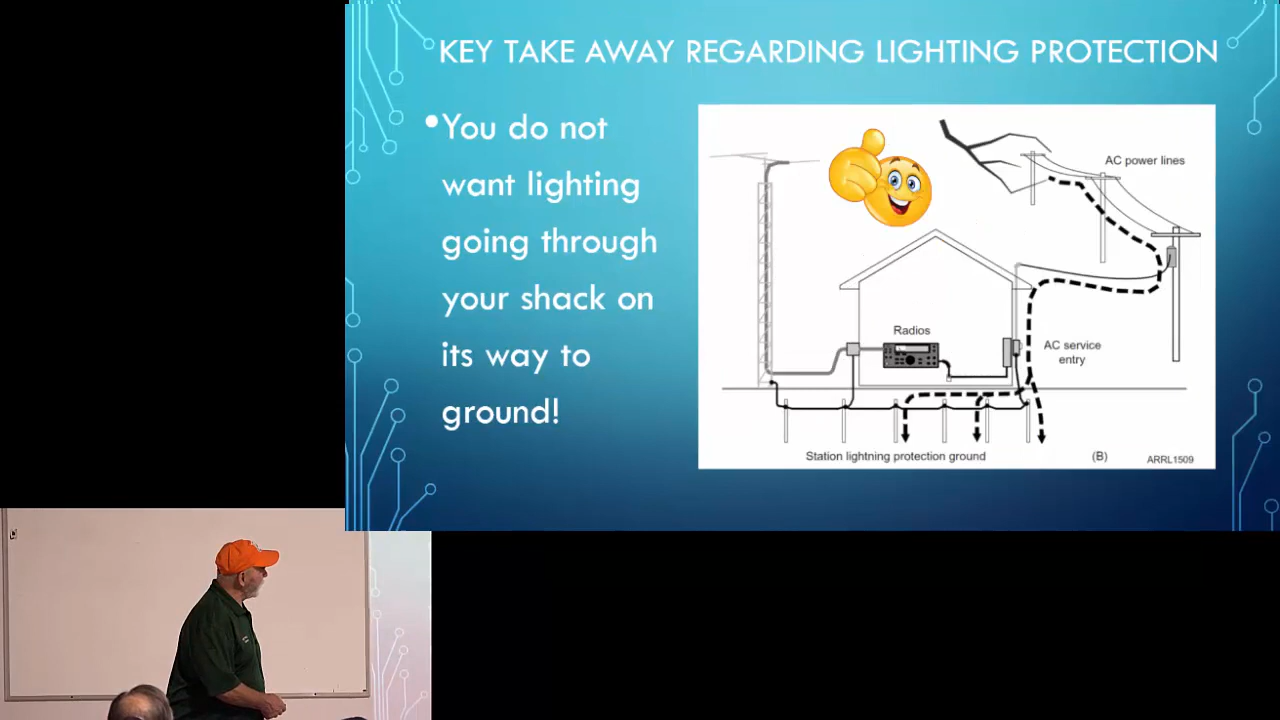 KEY TAKE AWAY REGARDING LIGHTING PROTECTION
•You do not
want lighting
going through
your shack on
its way to
ground!
AC power lines
Radios
AC service
entry
Station lightning protection ground
(B)
ARRL1509